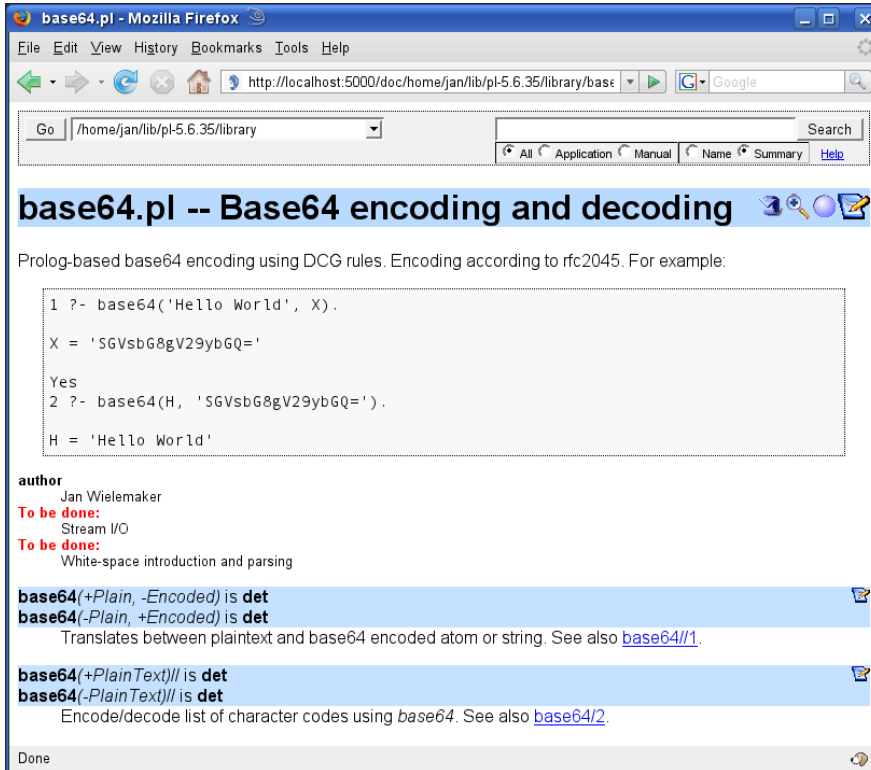 base64.pl - Mozilla Firefox
File Edit View History Bookmarks Tools Help
http://localhost:5000/doc/home/jan/lib/pl-5.6.35/library/base G Google
Go /home/jan/lib/pl-5.6.35/library Search
All Application Manual Name Summary Help
base64.pl -- Base64 encoding and decoding
Prolog-based base64 encoding using DCG rules. Encoding according to rfc2045. For example:
1 ?- base64('Hello World', X).
X = 'SGVsbG8gV29ybGQ='
Yes
2 ?- base64(H, 'SGVsbG8gV29ybGQ=').
H = 'Hello World'
author
Jan Wielemaker
To be done:
Stream I/O
To be done:
White-space introduction and parsing
base64(+Plain, -Encoded) is det
base64(-Plain, +Encoded) is det
Translates between plaintext and base64 encoded atom or string. See also base64//1.
base64(+PlainText)// is det
base64(-PlainText)// is det
Encode/decode list of character codes using base64. See also base64/2.
Done